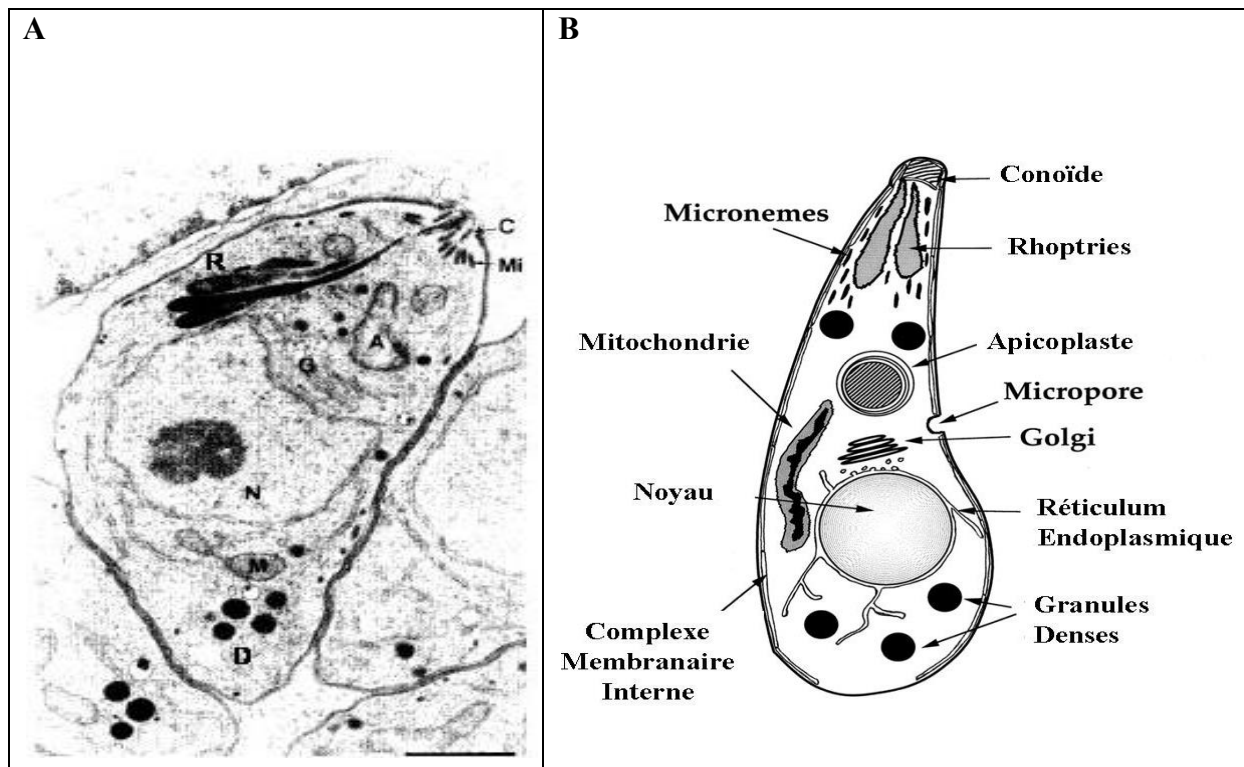 A
B
R
C
Mi
A
G
N
M
D
Conoïde
Micronemes
Rhoptries
Mitochondrie
Apicoplaste
Micropore
Golgi
Noyau
Réticulum
Endoplasmique
Granules
Denses
Complexe
Membranaire
Interne